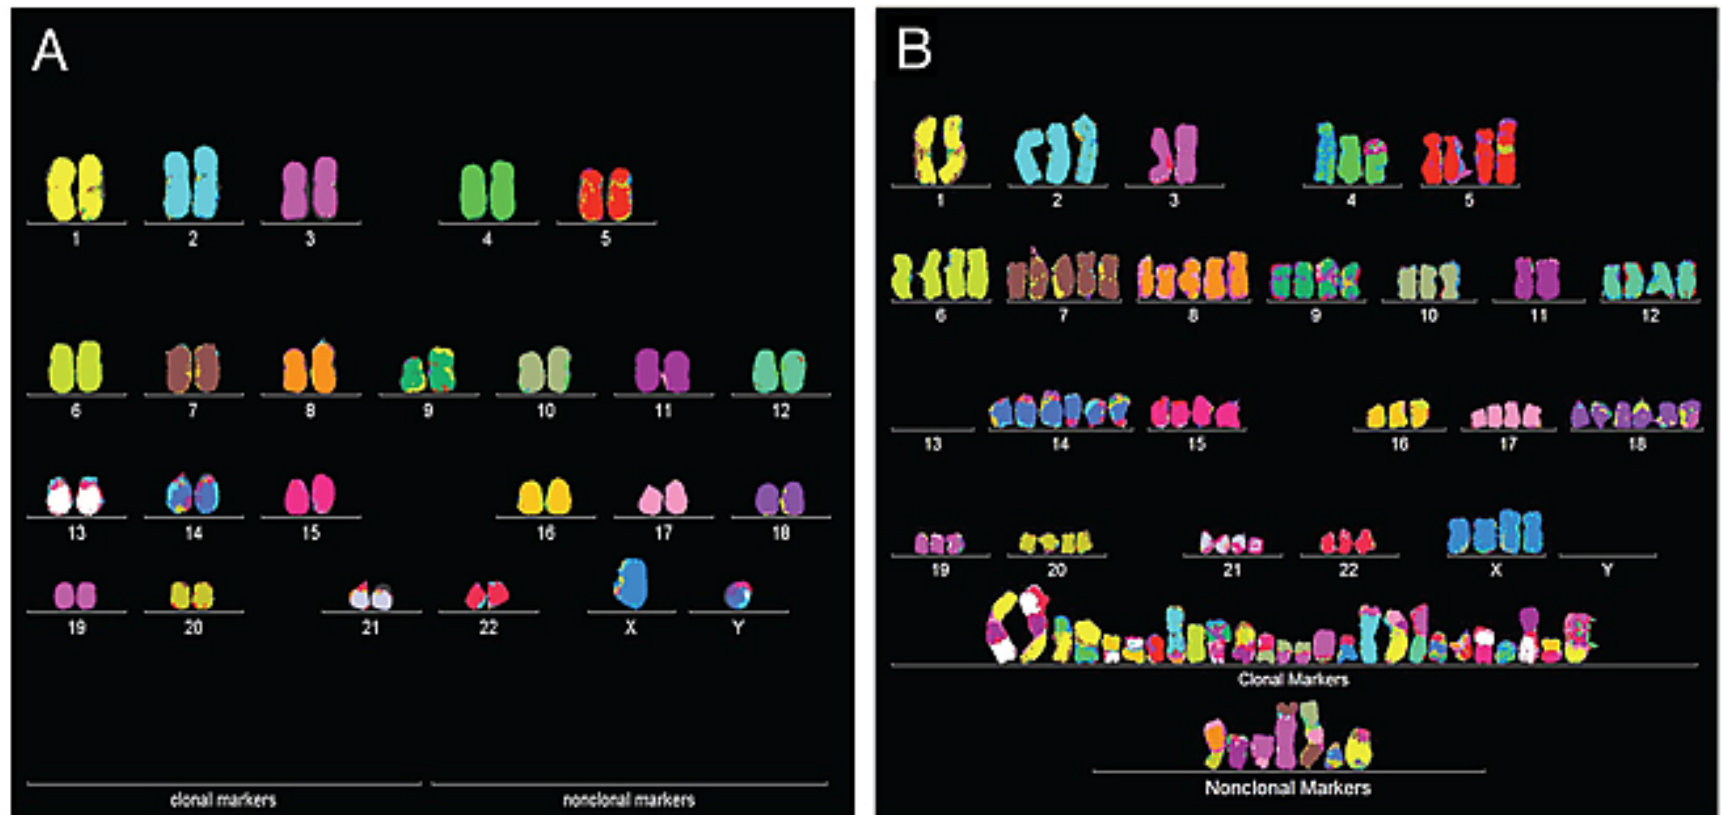 A
1 2 3 4 5
6 7 8 9 10 11 12
13 14 15 16 17 18
19 20 21 22 X Y
clonal markers nonclonal markers
B
1 2 3 4 5
6 7 8 9 10 11 12
13 14 15 16 17 18
19 20 21 22 X Y
Clonal Markers
Nonclonal Markers